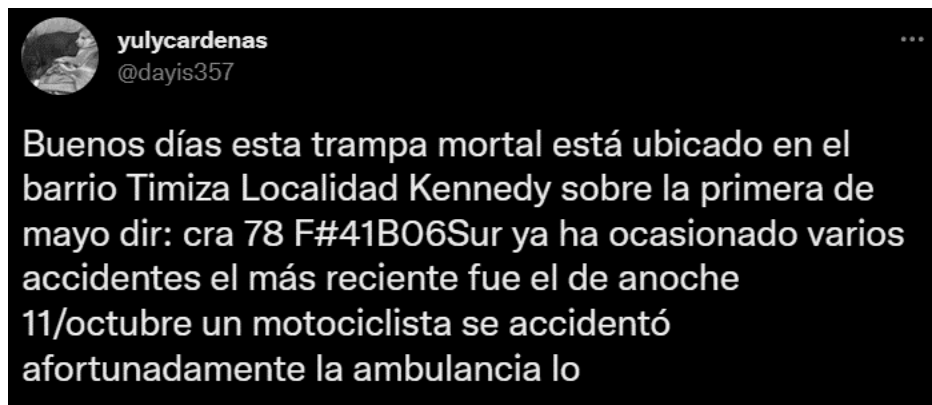 yulycardenas
@dayis357
Buenos días esta trampa mortal está ubicado en el
barrio Timiza Localidad Kennedy sobre la primera de
mayo dir: cra 78 F#41B06Sur ya ha ocasionado varios
accidentes el más reciente fue el de anoche
11/octubre un motociclista se accidentó
afortunadamente la ambulancia lo